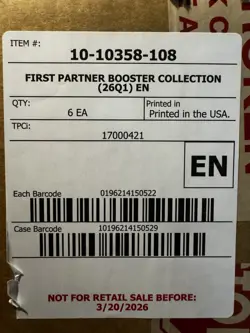 ITEM #:
10-10358-108
FIRST PARTNER BOOSTER COLLECTION
(26Q1) EN
QTY:
6 EA
Printed in
Printed in the USA.
TPCi:
17000421
EN
Each Barcode 0196214150522
Case Barcode 10196214150529
NOT FOR RETAIL SALE BEFORE:
3/20/2026